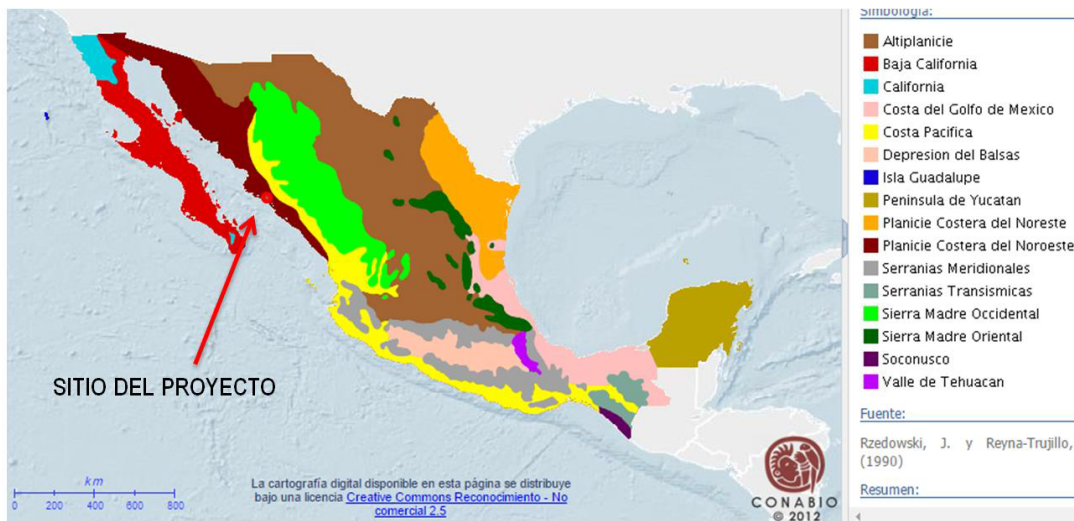 Simbología:
Altiplanicie
Baja California
California
Costa del Golfo de Mexico
Costa Pacifica
Depresion del Balsas
Isla Guadalupe
Peninsula de Yucatan
Planicie Costera del Noreste
Planicie Costera del Noroeste
Serranias Meridionales
Serranias Transismicas
Sierra Madre Occidental
Sierra Madre Oriental
Soconusco
Valle de Tehuacan
Fuente:
Rzedowski, J. y Reyna-Trujillo,
(1990)
Resumen:
SITIO DEL PROYECTO
km
0 200 400 600 800
La cartografía digital disponible en esta página se distribuye
bajo una licencia Creative Commons Reconocimiento - No
comercial 2.5
CONABIO
© 2012